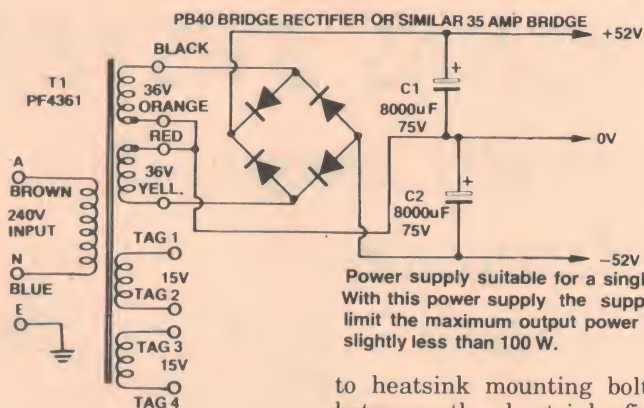 PB40 BRIDGE RECTIFIER OR SIMILAR 35 AMP BRIDGE
+52V
BLACK
T1
PF4361
36V
ORANGE
RED
36V
YELL.
C1
8000uF
75V
+
0V
C2
8000uF
75V
+
−52V
A
BROWN
240V
INPUT
N
BLUE
E
TAG 1
15V
TAG 2
TAG 3
15V
TAG 4
Power supply suitable for a singl
With this power supply the supp
limit the maximum output power
slightly less than 100 W.
to heatsink mounting bolt